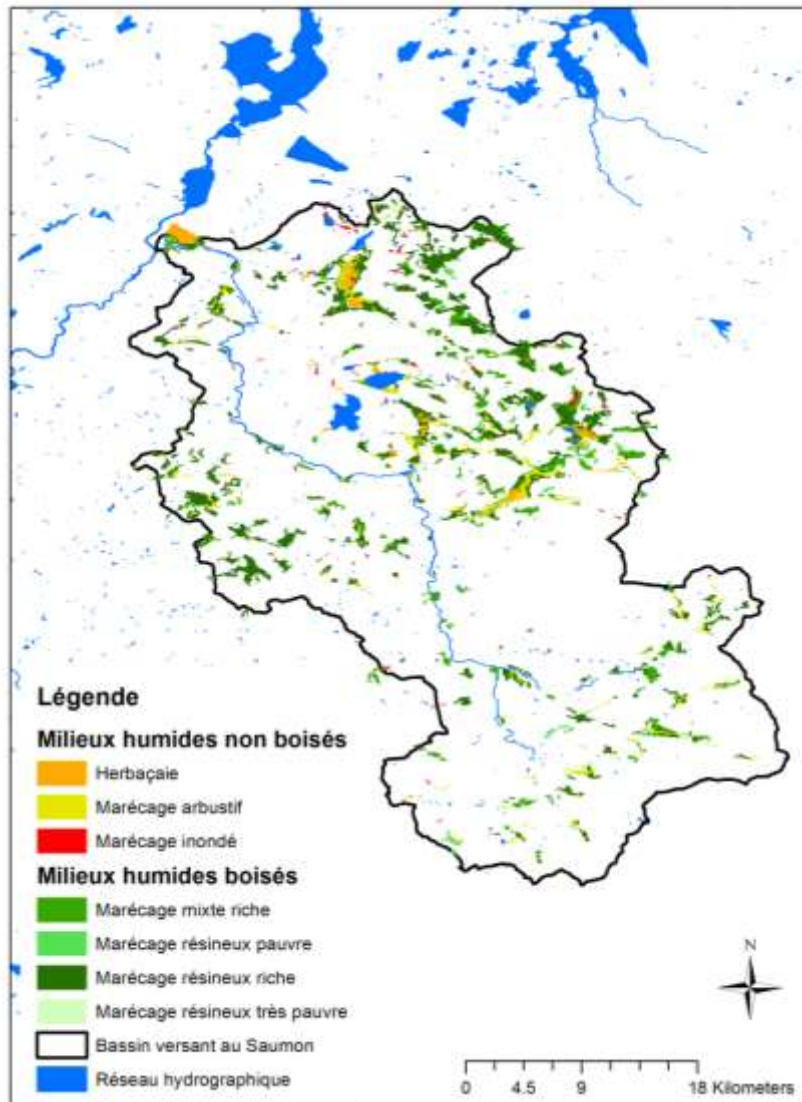 Légende
Milieux humides non boisés
Herbaçaie
Marécage arbustif
Marécage inondé
Milieux humides boisés
Marécage mixte riche
Marécage résineux pauvre
Marécage résineux riche
Marécage résineux très pauvre
Bassin versant au Saumon
Réseau hydrographique
N
0 4.5 9 18 Kilometers